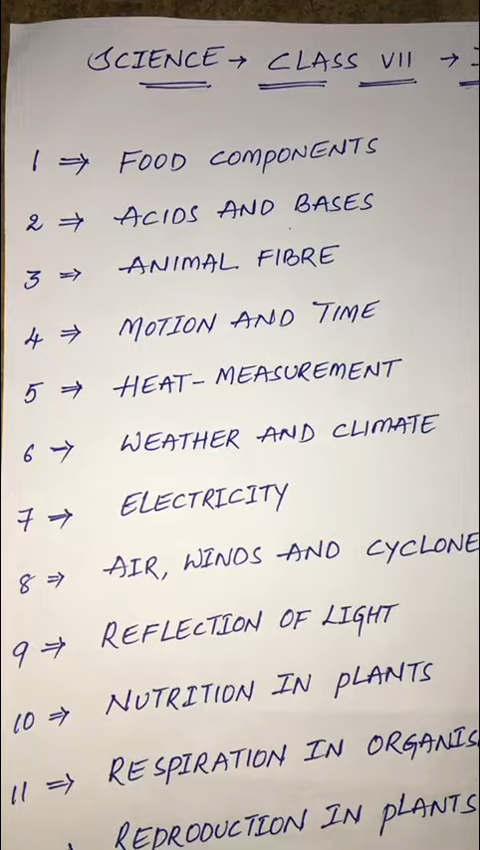 SCIENCE → CLASS VII →
1 ⇒ FOOD COMPONENTS
2 ⇒ ACIDS AND BASES
3 ⇒ ANIMAL FIBRE
4 ⇒ MOTION AND TIME
5 ⇒ HEAT - MEASUREMENT
6 → WEATHER AND CLIMATE
7 ⇒ ELECTRICITY
8 ⇒ AIR, WINDS AND CYCLONE
9 ⇒ REFLECTION OF LIGHT
10 ⇒ NUTRITION IN PLANTS
11 ⇒ RESPIRATION IN ORGANIS
REPRODUCTION IN PLANTS